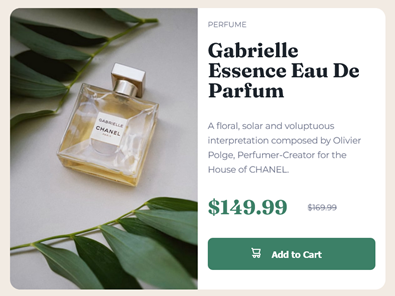 GABRIELLE
CHANEL
PERFUME
Gabrielle
Essence Eau De
Parfum
A floral, solar and voluptuous
interpretation composed by Olivier
Polge, Perfumer-Creator for the
House of CHANEL.
$149.99 $169.99
Add to Cart